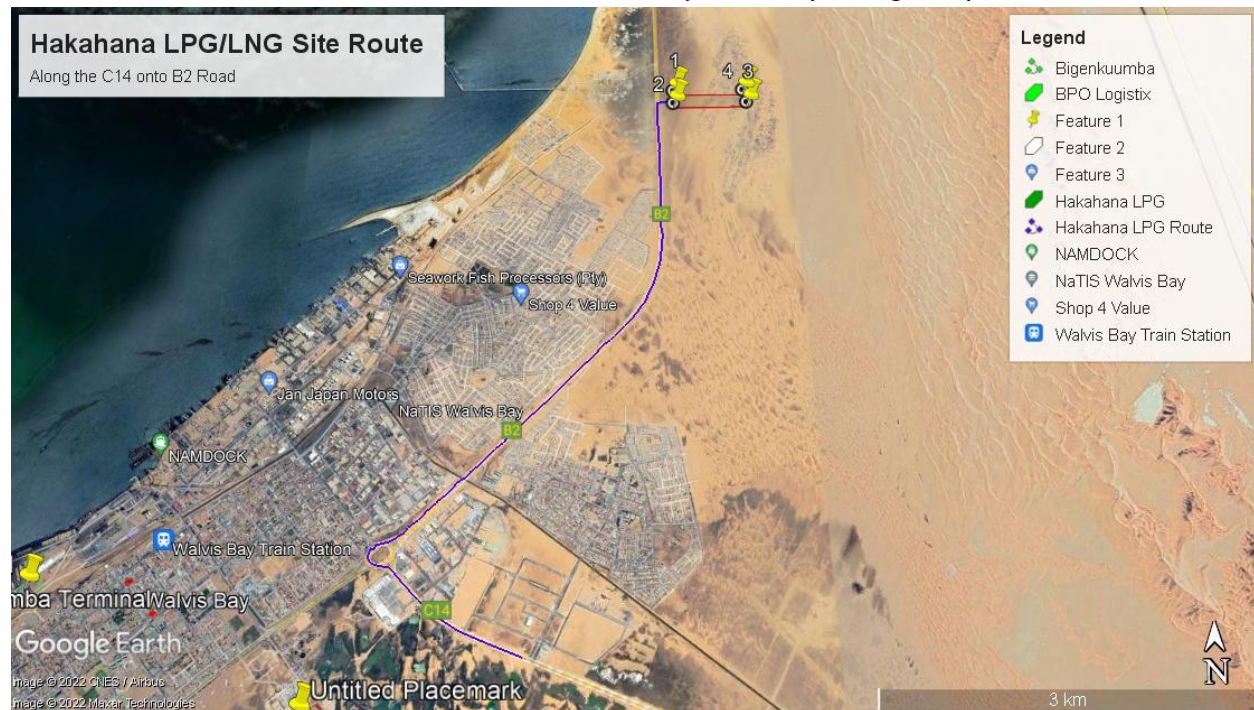 Hakahana LPG/LNG Site Route
Along the C14 onto B2 Road
Legend
Bigenkuumba
BPO Logistix
Feature 1
Feature 2
Feature 3
Hakahana LPG
Hakahana LPG Route
NAMDOCK
NaTIS Walvis Bay
Shop 4 Value
Walvis Bay Train Station
1
2
4
3
B2
Seawork Fish Processors (Pty)
Shop 4 Value
Jan Japan Motors
NaTIS Walvis Bay
B2
NAMDOCK
Walvis Bay Train Station
mba Terminal
Walvis Bay
C14
Google Earth
Image © 2022 CNES / Airbus
Image © 2022 Maxar Technologies
Untitled Placemark
N
3 km